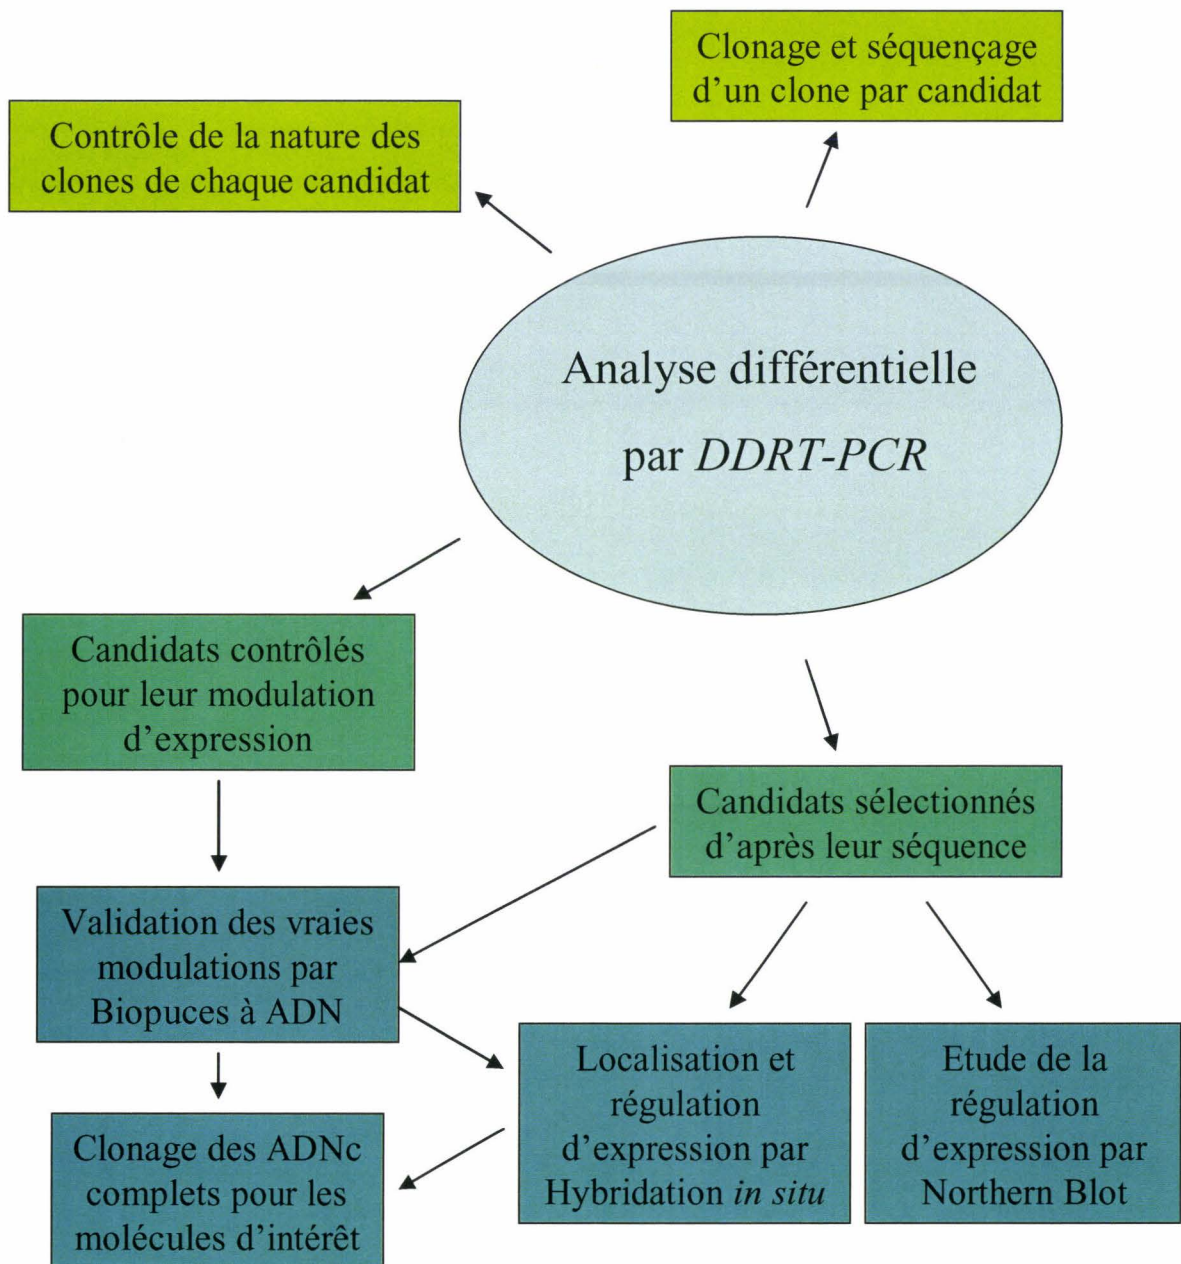 Clonage et séquençage
d’un clone par candidat
Contrôle de la nature des
clones de chaque candidat
Analyse différentielle
par DDRT-PCR
Candidats contrôlés
pour leur modulation
d’expression
Candidats sélectionnés
d’après leur séquence
Validation des vraies
modulations par
Biopuces à ADN
Localisation et
régulation
d’expression par
Hybridation in situ
Etude de la
régulation
d’expression par
Northern Blot
Clonage des ADNc
complets pour les
molécules d’intérêt